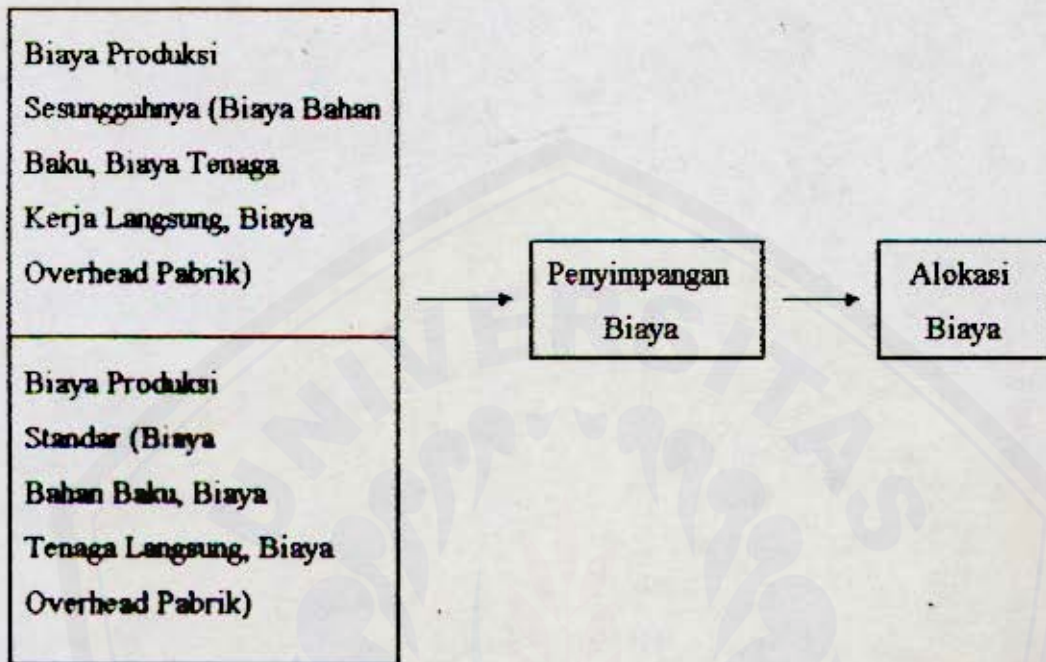 Biaya Produksi
Sesungguhnya (Biaya Bahan
Baku, Biaya Tenaga
Kerja Langsung, Biaya
Overhead Pabrik)
Biaya Produksi
Standar (Biaya
Bahan Baku, Biaya
Tenaga Langsung, Biaya
Overhead Pabrik)
Penyimpangan
Biaya
Alokasi
Biaya
UNIVERSITAS